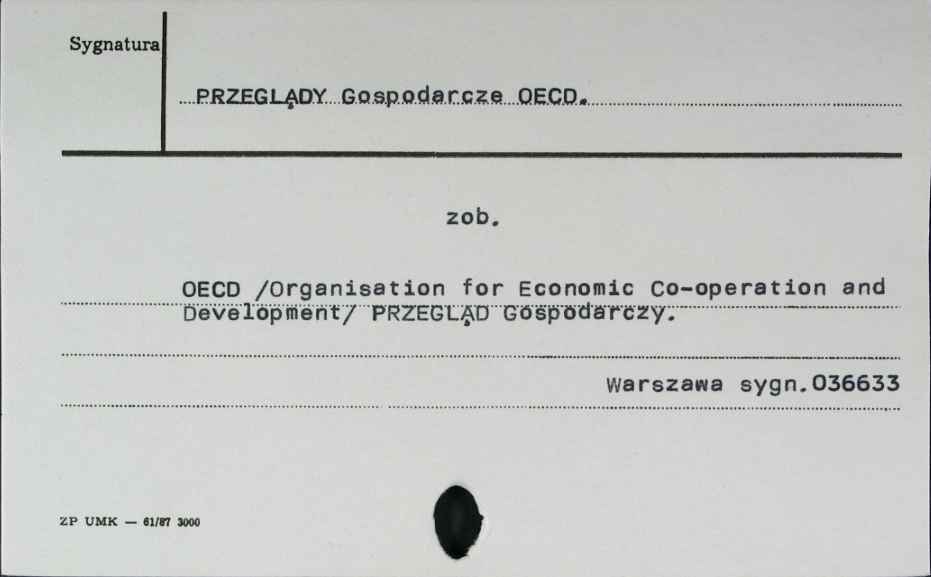 Sygnatura
PRZEGLĄDY Gospodarcze OECD.
zob.
OECD /Organisation for Economic Co-operation and
Development/ PRZEGLĄD Gospodarczy.
Warszawa sygn.036633
ZP UMK — 61/87 3000